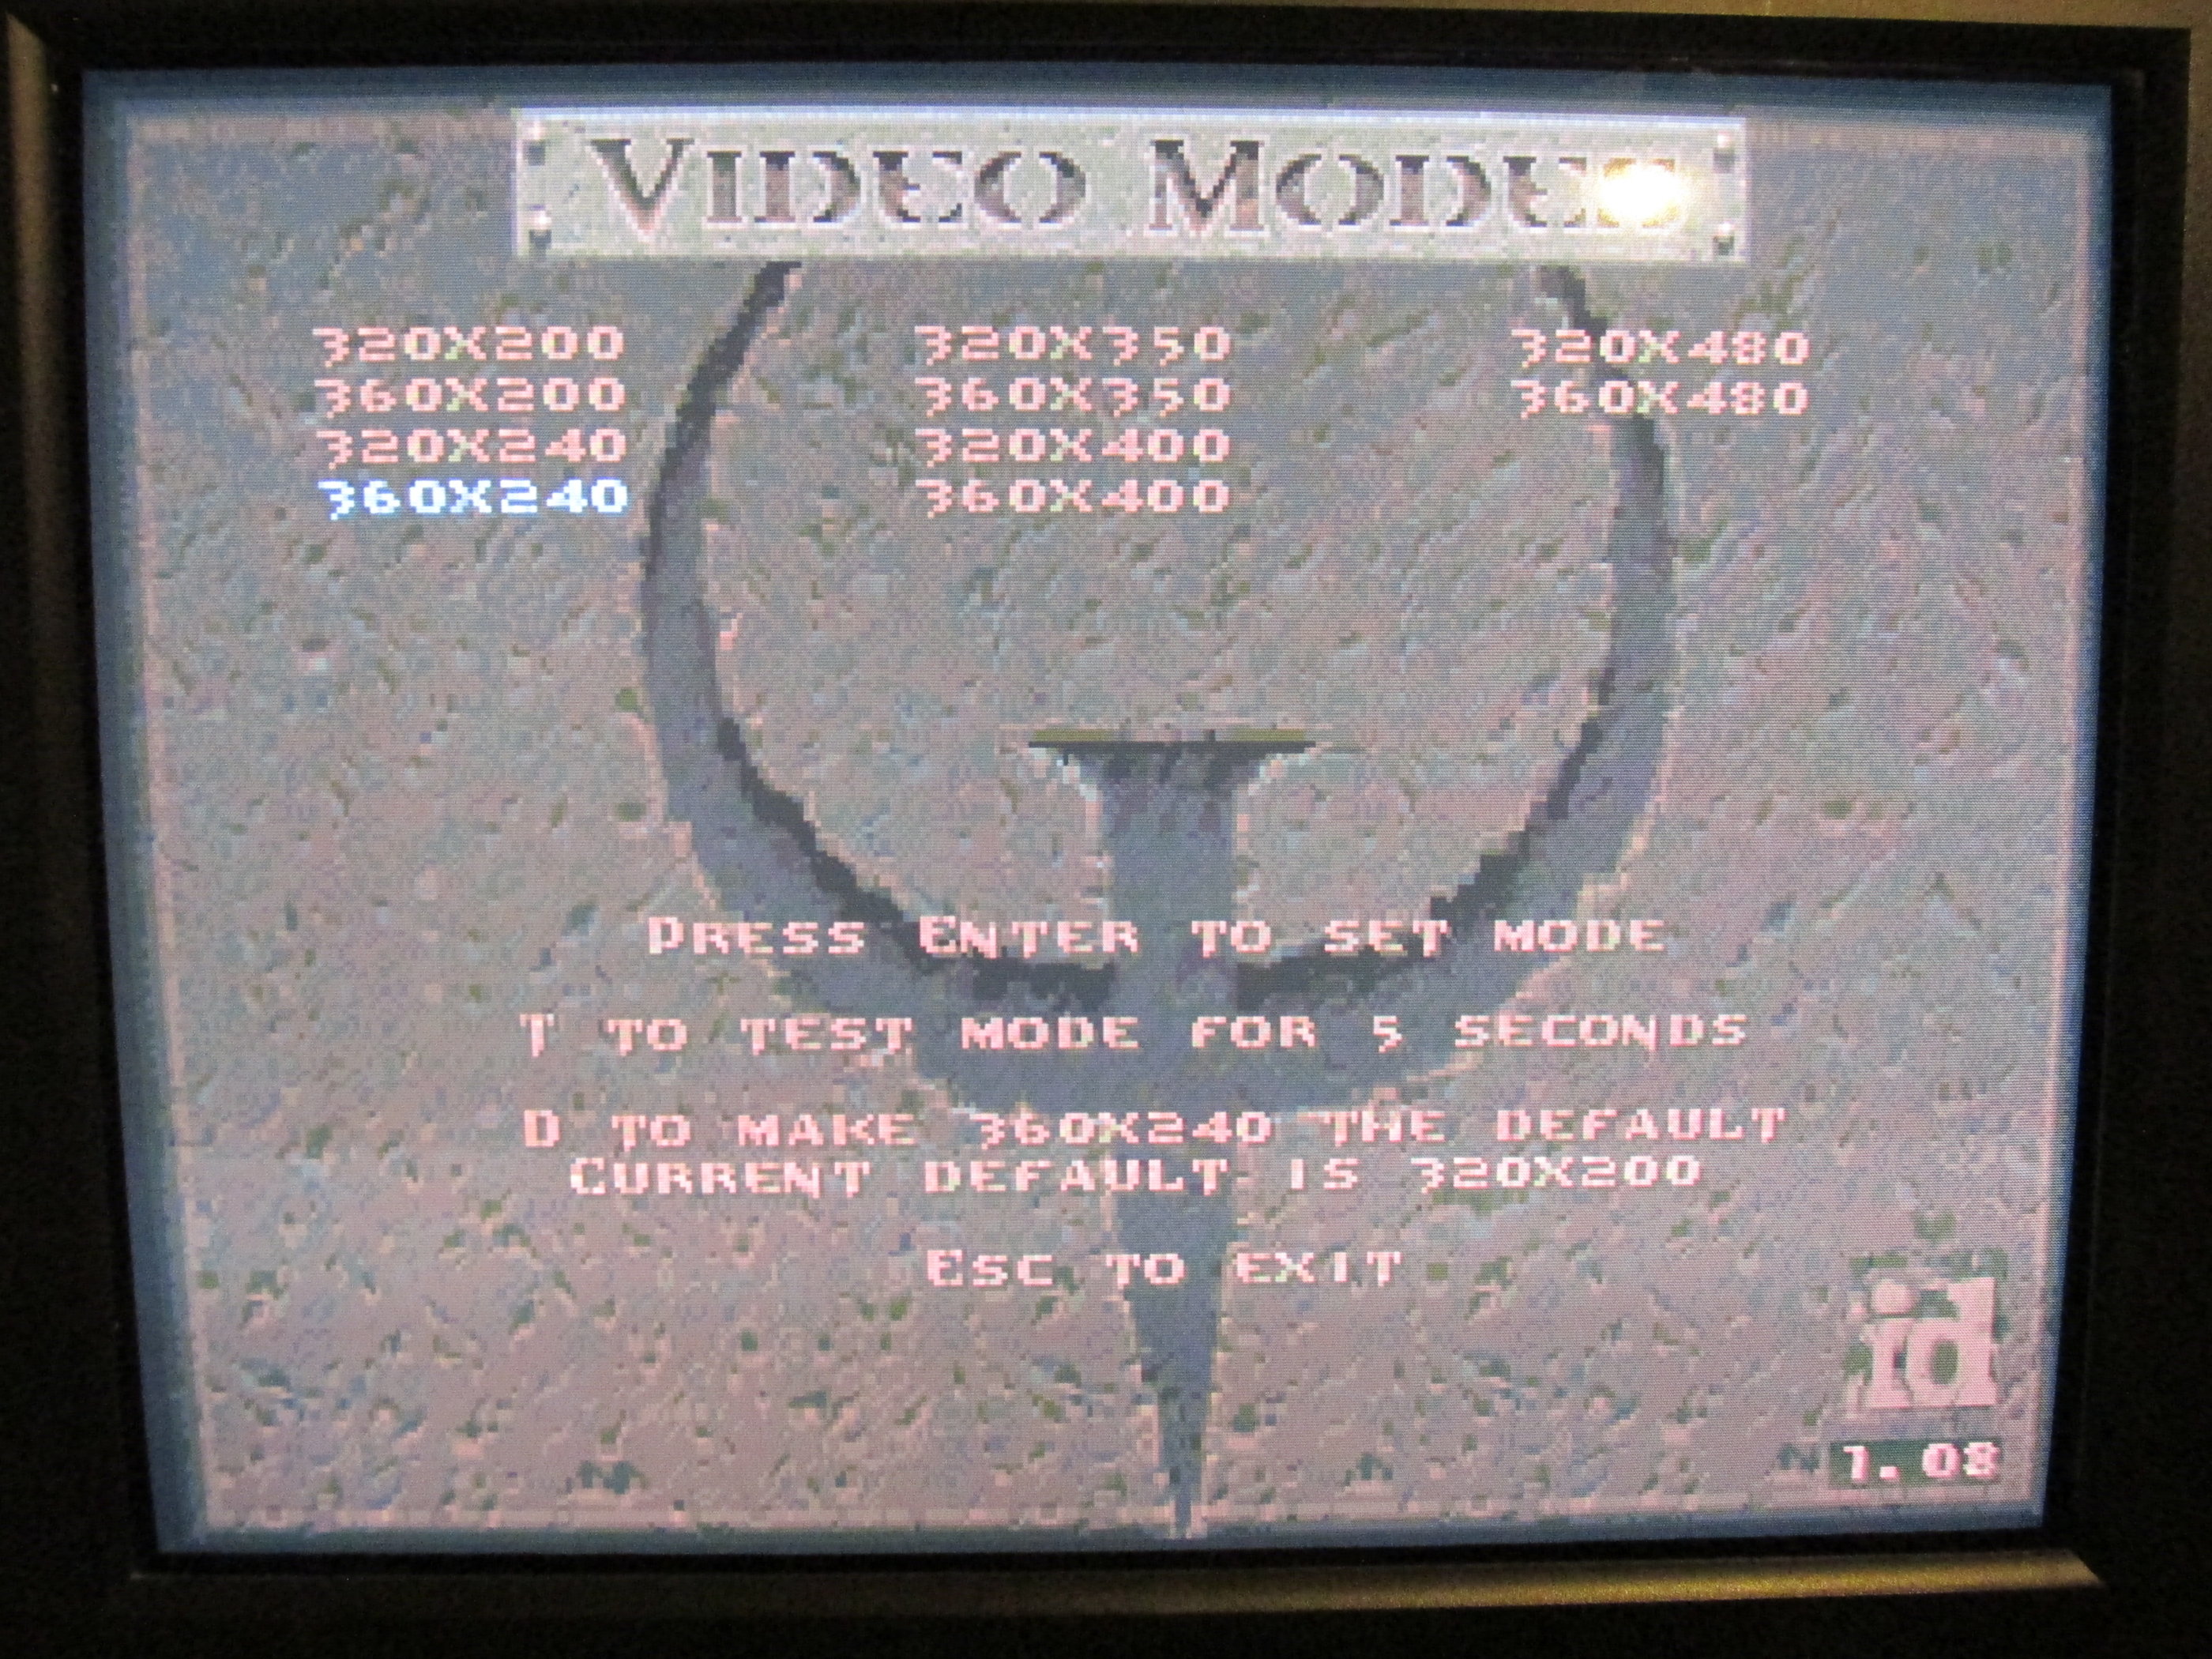 VIDEO MODES
320X200 320X350 320X480
360X200 360X350 360X480
320X240 320X400
360X240 360X400
PRESS ENTER TO SET MODE
T TO TEST MODE FOR 5 SECONDS
D TO MAKE 360X240 THE DEFAULT
CURRENT DEFAULT IS 320X200
ESC TO EXIT
id
1.08